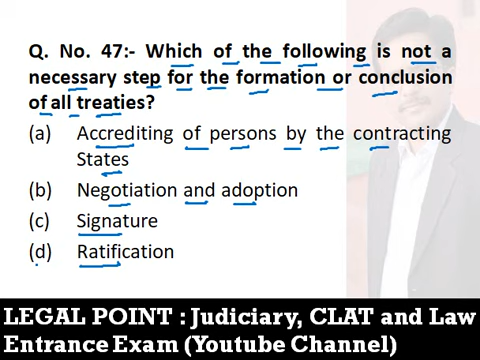 Q. No. 47:- Which of the following is not a
necessary step for the formation or conclusion
of all treaties?
(a) Accrediting of persons by the contracting
States
(b) Negotiation and adoption
(c) Signature
(d) Ratification
LEGAL POINT : Judiciary, CLAT and Law
Entrance Exam (Youtube Channel)